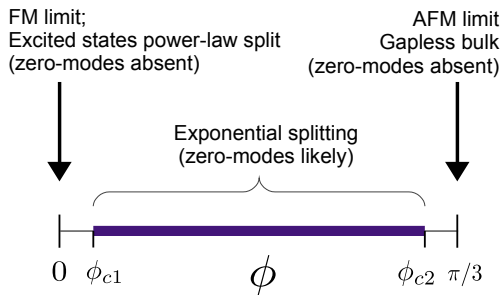 FM limit;
Excited states power-law split
(zero-modes absent)
AFM limit
Gapless bulk
(zero-modes absent)
Exponential splitting
(zero-modes likely)
0 ϕc1 ϕ ϕc2 π/3